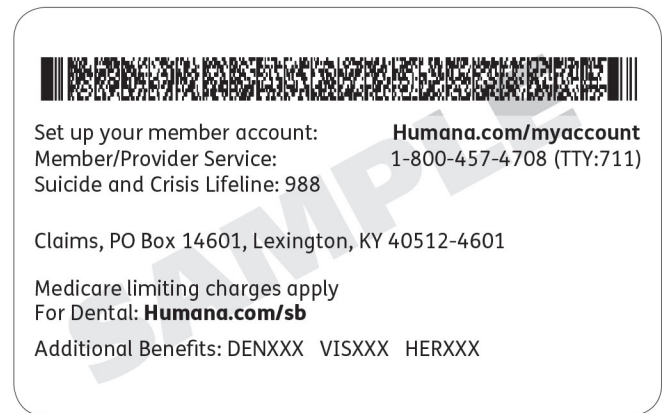 Set up your member account: Humana.com/myaccount
Member/Provider Service: 1-800-457-4708 (TTY:711)
Suicide and Crisis Lifeline: 988
Claims, PO Box 14601, Lexington, KY 40512-4601
Medicare limiting charges apply
For Dental: Humana.com/sb
Additional Benefits: DENXXX VISXXX HERXXX
SAMPLE